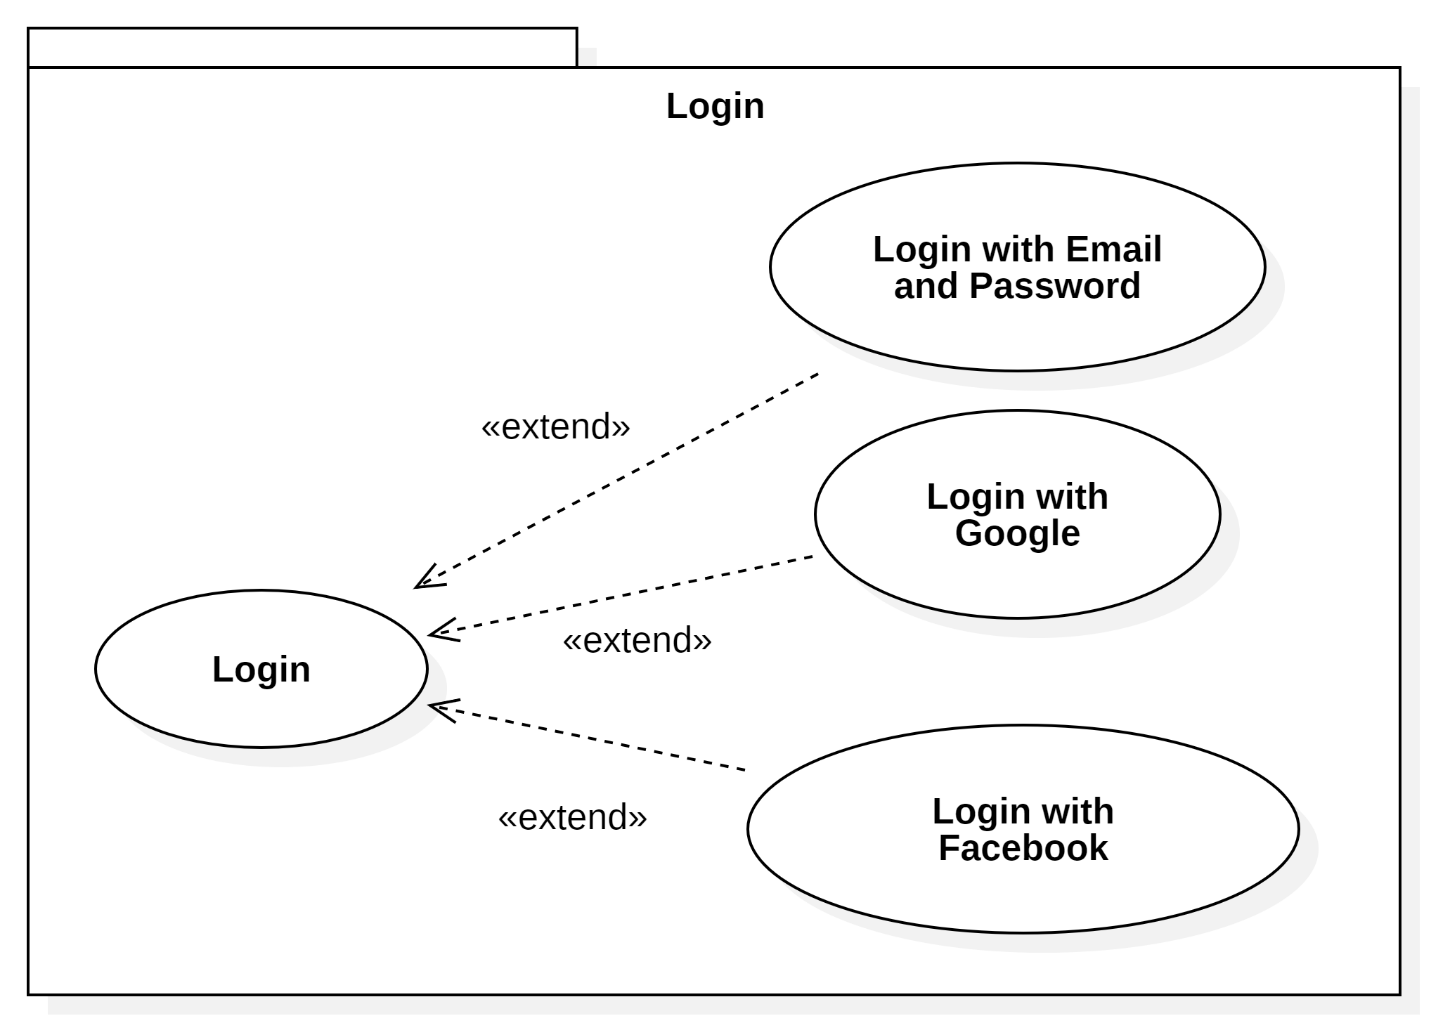 Login
Login with Email
and Password
«extend»
Login with
Google
«extend»
Login
Login with
Facebook
«extend»